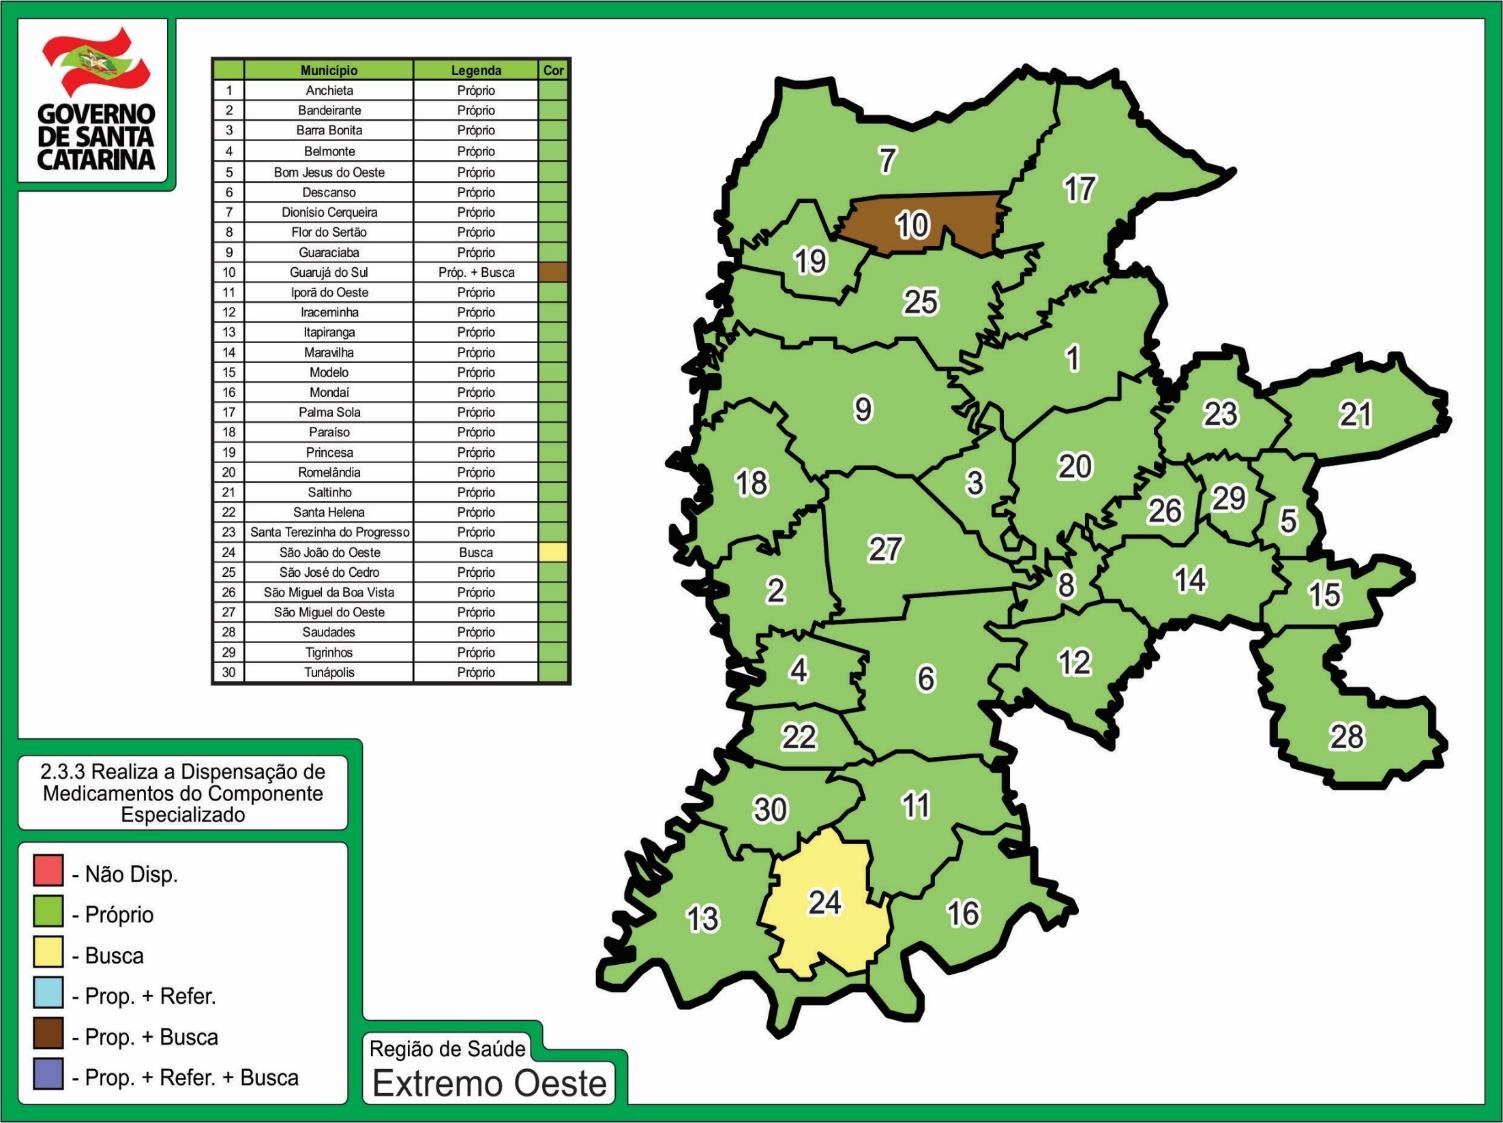 GOVERNO
DE SANTA
CATARINA
Município Legenda Cor
1 Anchieta Próprio
2 Bandeirante Próprio
3 Barra Bonita Próprio
4 Belmonte Próprio
5 Bom Jesus do Oeste Próprio
6 Descanso Próprio
7 Dionísio Cerqueira Próprio
8 Flor do Sertão Próprio
9 Guaraciaba Próprio
10 Guarujá do Sul Próp. + Busca
11 Iporã do Oeste Próprio
12 Iraceminha Próprio
13 Itapiranga Próprio
14 Maravilha Próprio
15 Modelo Próprio
16 Mondaí Próprio
17 Palma Sola Próprio
18 Paraíso Próprio
19 Princesa Próprio
20 Romelândia Próprio
21 Saltinho Próprio
22 Santa Helena Próprio
23 Santa Terezinha do Progresso Próprio
24 São João do Oeste Busca
25 São José do Cedro Próprio
26 São Miguel da Boa Vista Próprio
27 São Miguel do Oeste Próprio
28 Saudades Próprio
29 Tigrinhos Próprio
30 Tunápolis Próprio
7
17
10
19
25
1
9
23
21
18
3
20
26
29
5
27
2
8
14
15
4
6
12
22
28
30
11
13
24
16
2.3.3 Realiza a Dispensação de
Medicamentos do Componente
Especializado
- Não Disp.
- Próprio
- Busca
- Prop. + Refer.
- Prop. + Busca
- Prop. + Refer. + Busca
Região de Saúde
Extremo Oeste